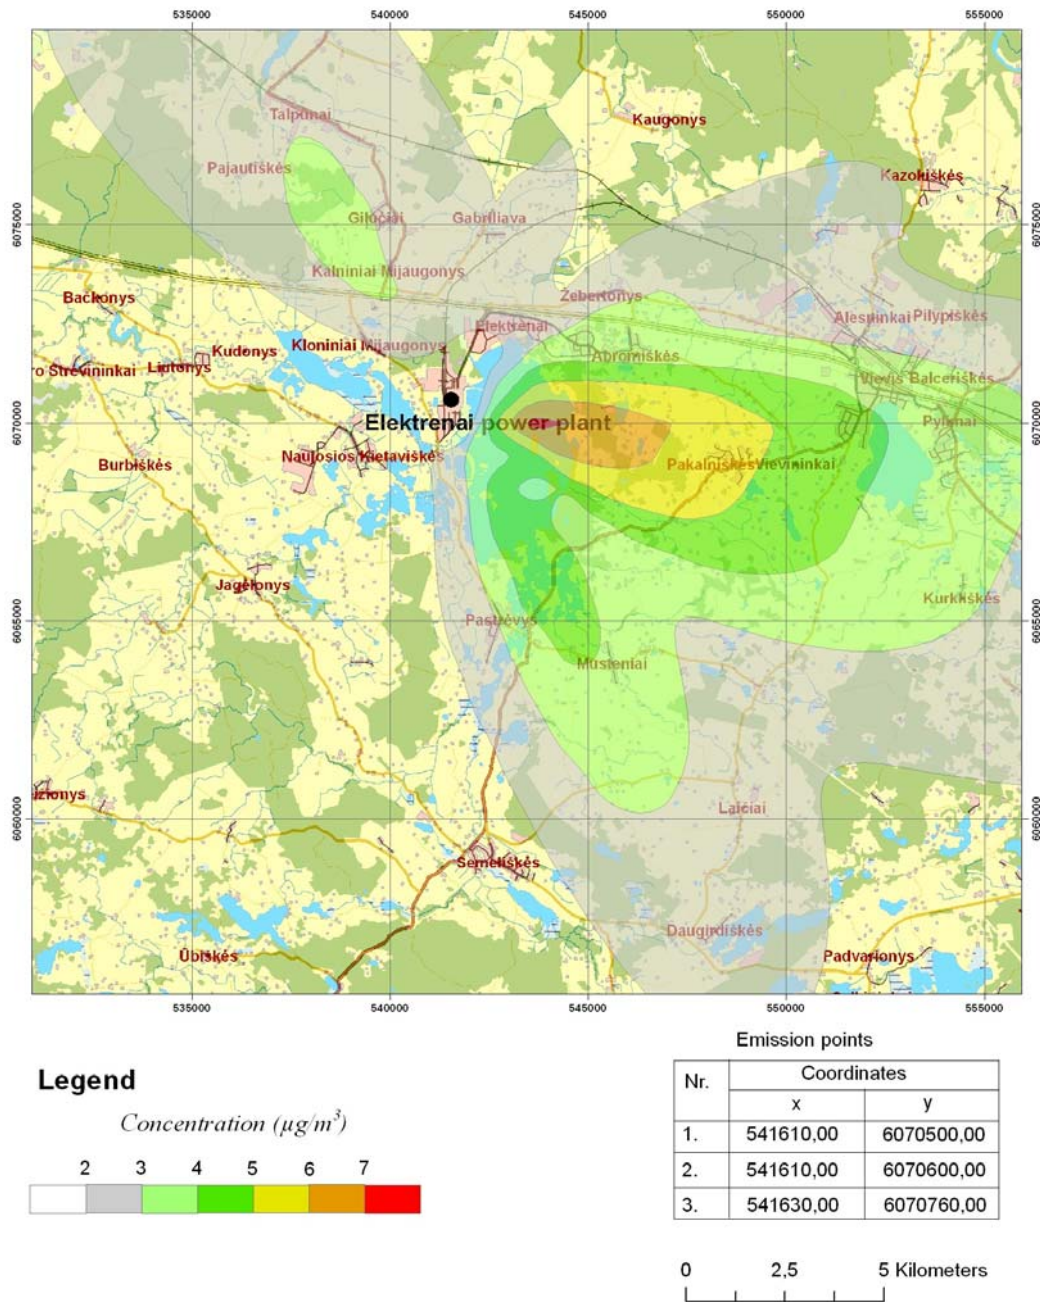 535000 540000 545000 550000 555000
Talpūnai
Kaugonys
Pajautiškės
Kazokiškės
6075000 Giločiai Gabriliava 6075000
Kalniniai Mijaugonys
Bačkonys Žebertonys
Elektrėnai Alesninkai Pilypiškės
Kloniniai Mijaugonys
Kudonys Abromiškės
o Strėvininkai Liutonys
Vievis Balceriškės
6070000 Elektrenai power plant Pylėnai 6070000
Naujosios Kietaviškės
Burbiškės Pakalniškės Vievininkai
Jagėlonys
Kurkliškės
6065000 Pastrėvys 6065000
Musteniai
6060000 Laičiai 6060000
Semeliškės
Daugirdiškės
Ūbiškės Padvarionys
535000 540000 545000 550000 555000
Emission points
Legend
Nr. Coordinates
x y
Concentration (µg/m³)
1. 541610,00 6070500,00
2. 541610,00 6070600,00
2 3 4 5 6 7
3. 541630,00 6070760,00
0 2,5 5 Kilometers